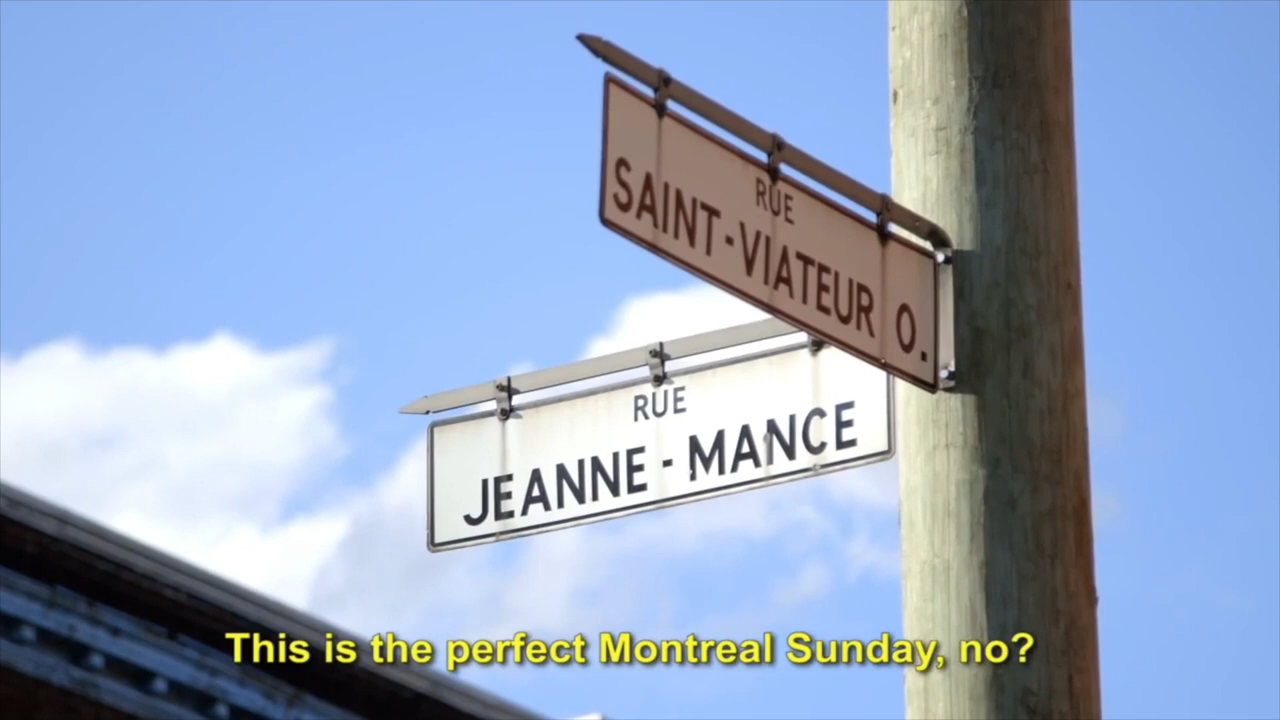 RUE
SAINT-VIATEUR O.
RUE
JEANNE-MANCE
This is the perfect Montreal Sunday, no?